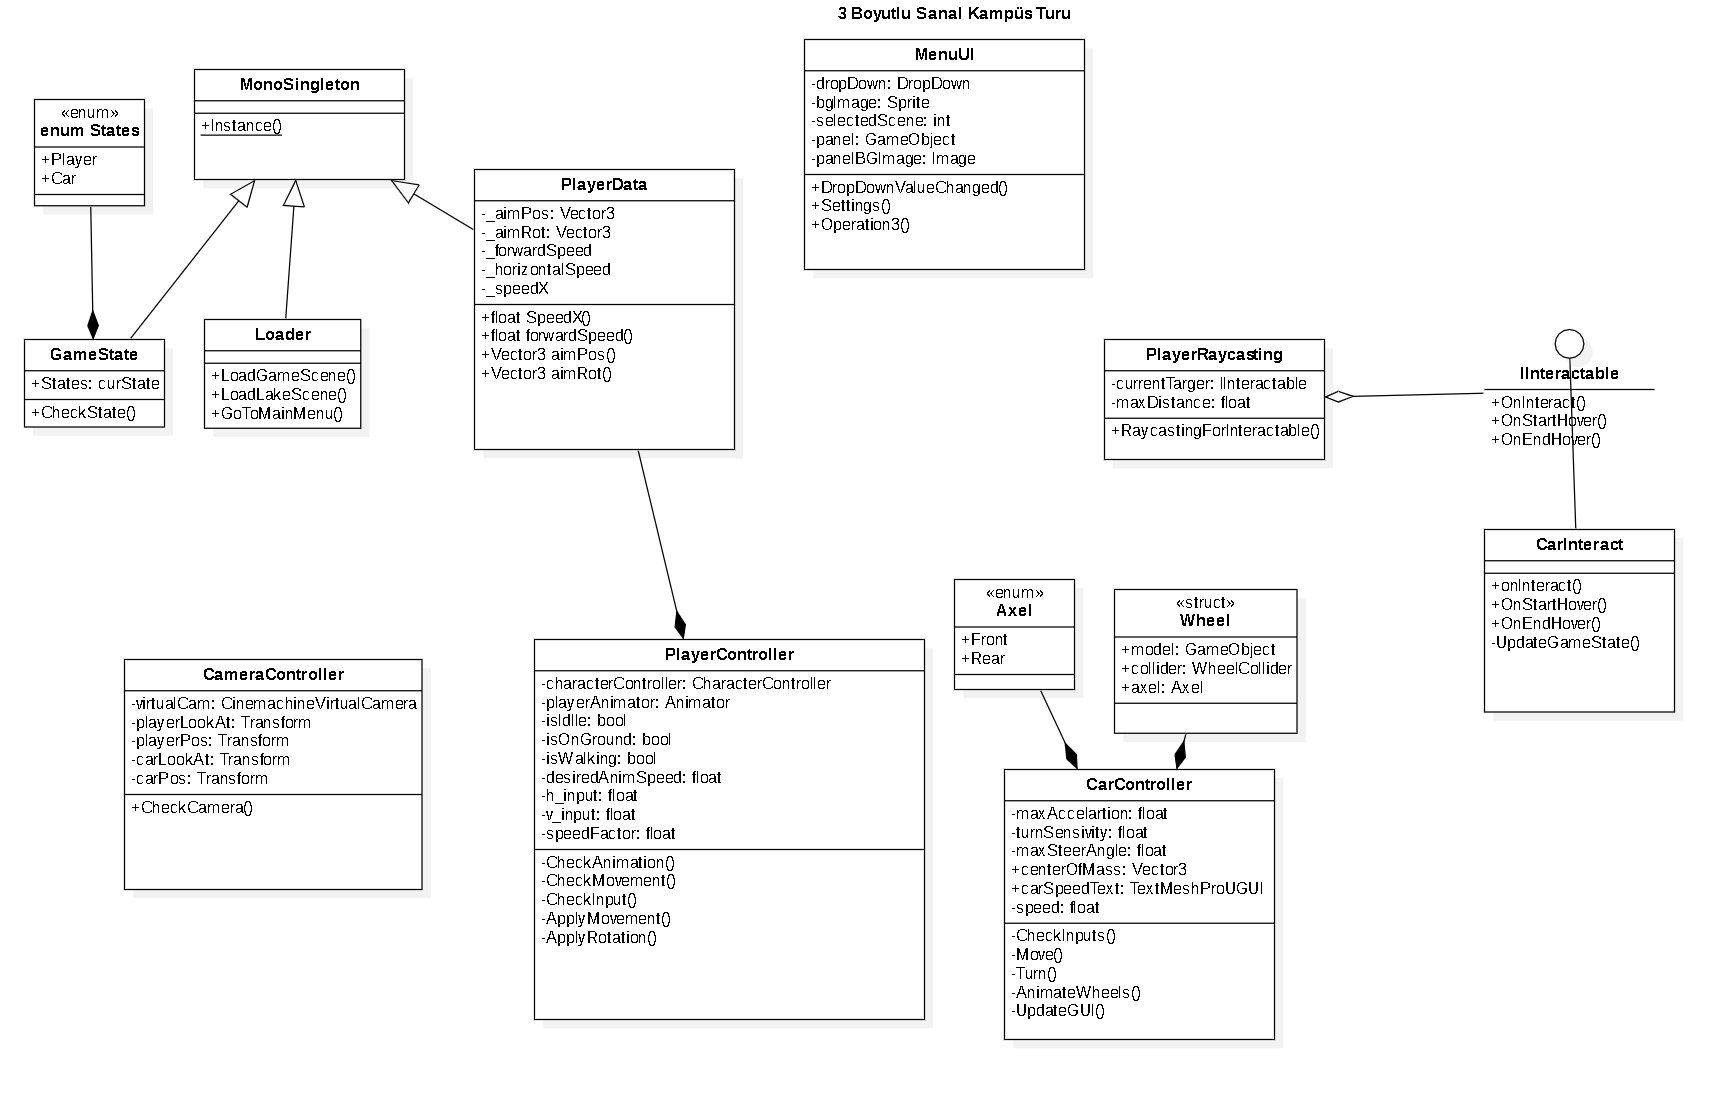 3 Boyutlu Sanal Kampüs Turu
«enum»
enum States
+Player
+Car
MonoSingleton
+Instance()
PlayerData
-_aimPos: Vector3
-_aimRot: Vector3
-_forwardSpeed
-_horizontalSpeed
-_speedX
+float SpeedX()
+float forwardSpeed()
+Vector3 aimPos()
+Vector3 aimRot()
MenuUI
-dropDown: DropDown
-bgImage: Sprite
-selectedScene: int
-panel: GameObject
-panelBGImage: Image
+DropDownValueChanged()
+Settings()
+Operation3()
GameState
+States: curState
+CheckState()
Loader
+LoadGameScene()
+LoadLakeScene()
+GoToMainMenu()
PlayerRaycasting
-currentTarger: IInteractable
-maxDistance: float
+RaycastingForInteractable()
IInteractable
+OnInteract()
+OnStartHover()
+OnEndHover()
CarInteract
+onInteract()
+OnStartHover()
+OnEndHover()
-UpdateGameState()
CameraController
-virtualCam: CinemachineVirtualCamera
-playerLookAt: Transform
-playerPos: Transform
-carLookAt: Transform
-carPos: Transform
+CheckCamera()
PlayerController
-characterController: CharacterController
-playerAnimator: Animator
-isIdlle: bool
-isOnGround: bool
-isWalking: bool
-desiredAnimSpeed: float
-h_input: float
-v_input: float
-speedFactor: float
-CheckAnimation()
-CheckMovement()
-CheckInput()
-ApplyMovement()
-ApplyRotation()
«enum»
Axel
+Front
+Rear
«struct»
Wheel
+model: GameObject
+collider: WheelCollider
+axel: Axel
CarController
-maxAccelartion: float
-turnSensivity: float
-maxSteerAngle: float
+centerOfMass: Vector3
+carSpeedText: TextMeshProUGUI
-speed: float
-CheckInputs()
-Move()
-Turn()
-AnimateWheels()
-UpdateGUI()